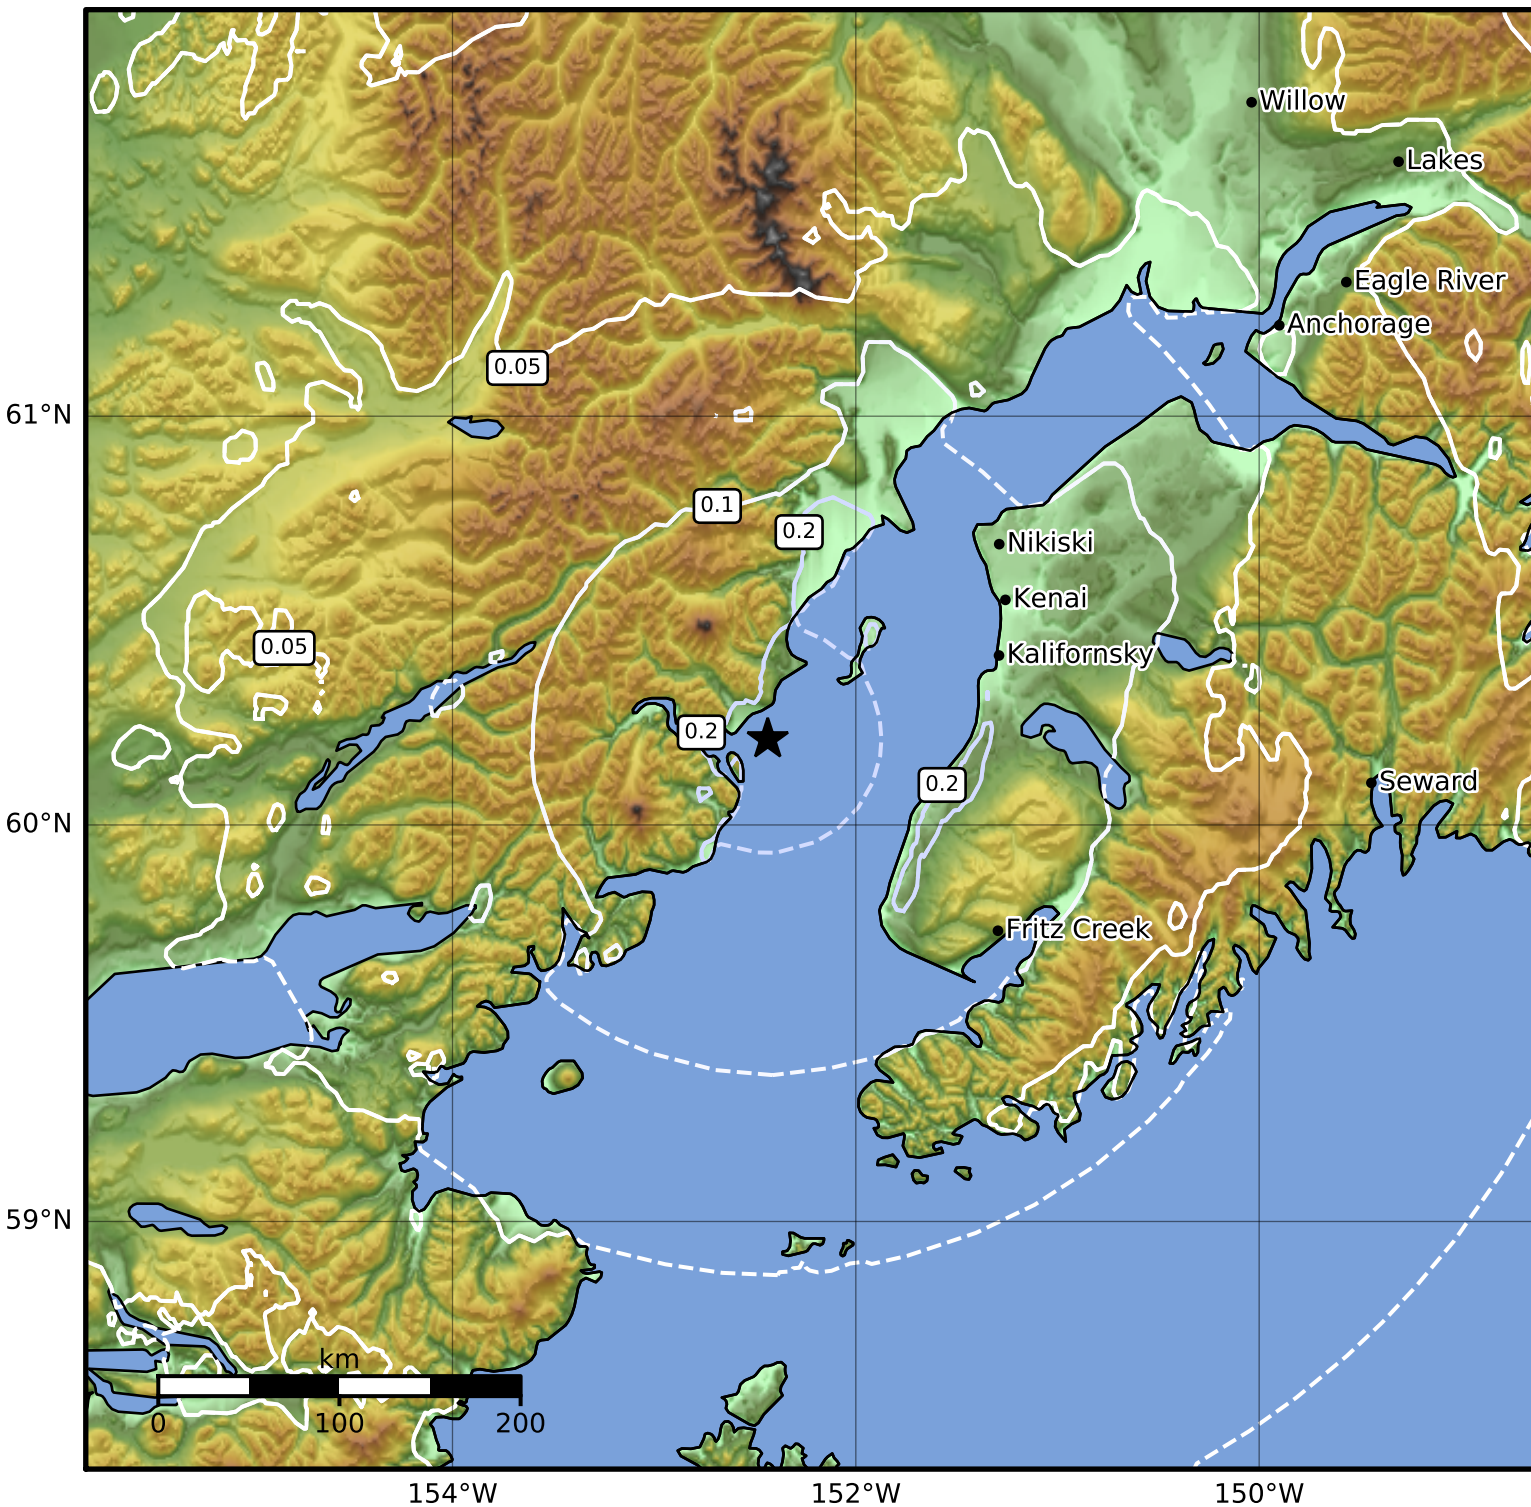 Willow
Lakes
Eagle River
Anchorage
0.05
61°N
0.1
0.2
Nikiski
Kenai
0.05
Kalifornsky
0.2
0.2
Seward
60°N
Fritz Creek
59°N
km
0 100 200
154°W 152°W 150°W